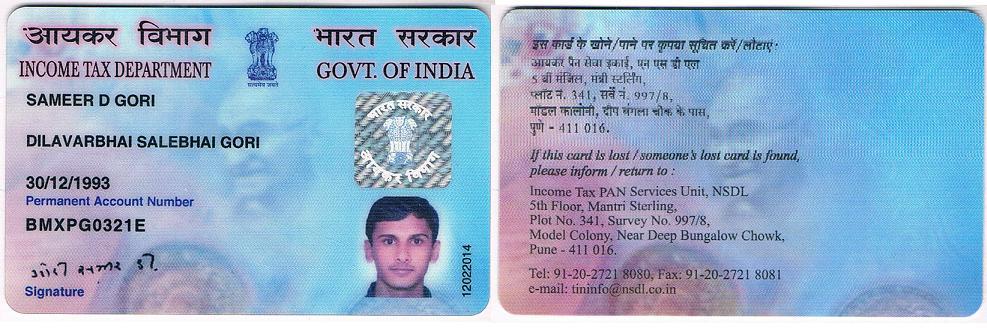 आयकर विभाग
INCOME TAX DEPARTMENT
सत्यमेव जयते
भारत सरकार
GOVT. OF INDIA
SAMEER D GORI
DILAVARBHAI SALEBHAI GORI
30/12/1993
Permanent Account Number
BMXPG0321E
Signature
भारत सरकार
आयकर विभाग
12022014
इस कार्ड के खोने/पाने पर कृपया सूचित करें/लौटाएं:
आयकर पैन सेवा इकाई, एन एस डी एल
5 वीं मंजिल, मंत्री स्टर्लिंग,
प्लॉट नं. 341, सर्वे नं. 997/8,
मॉडल कालोनी, दीप बंगला चौक के पास,
पुणे - 411 016.
If this card is lost / someone's lost card is found,
please inform / return to :
Income Tax PAN Services Unit, NSDL
5th Floor, Mantri Sterling,
Plot No. 341, Survey No. 997/8,
Model Colony, Near Deep Bungalow Chowk,
Pune - 411 016.
Tel: 91-20-2721 8080, Fax: 91-20-2721 8081
e-mail: tininfo@nsdl.co.in